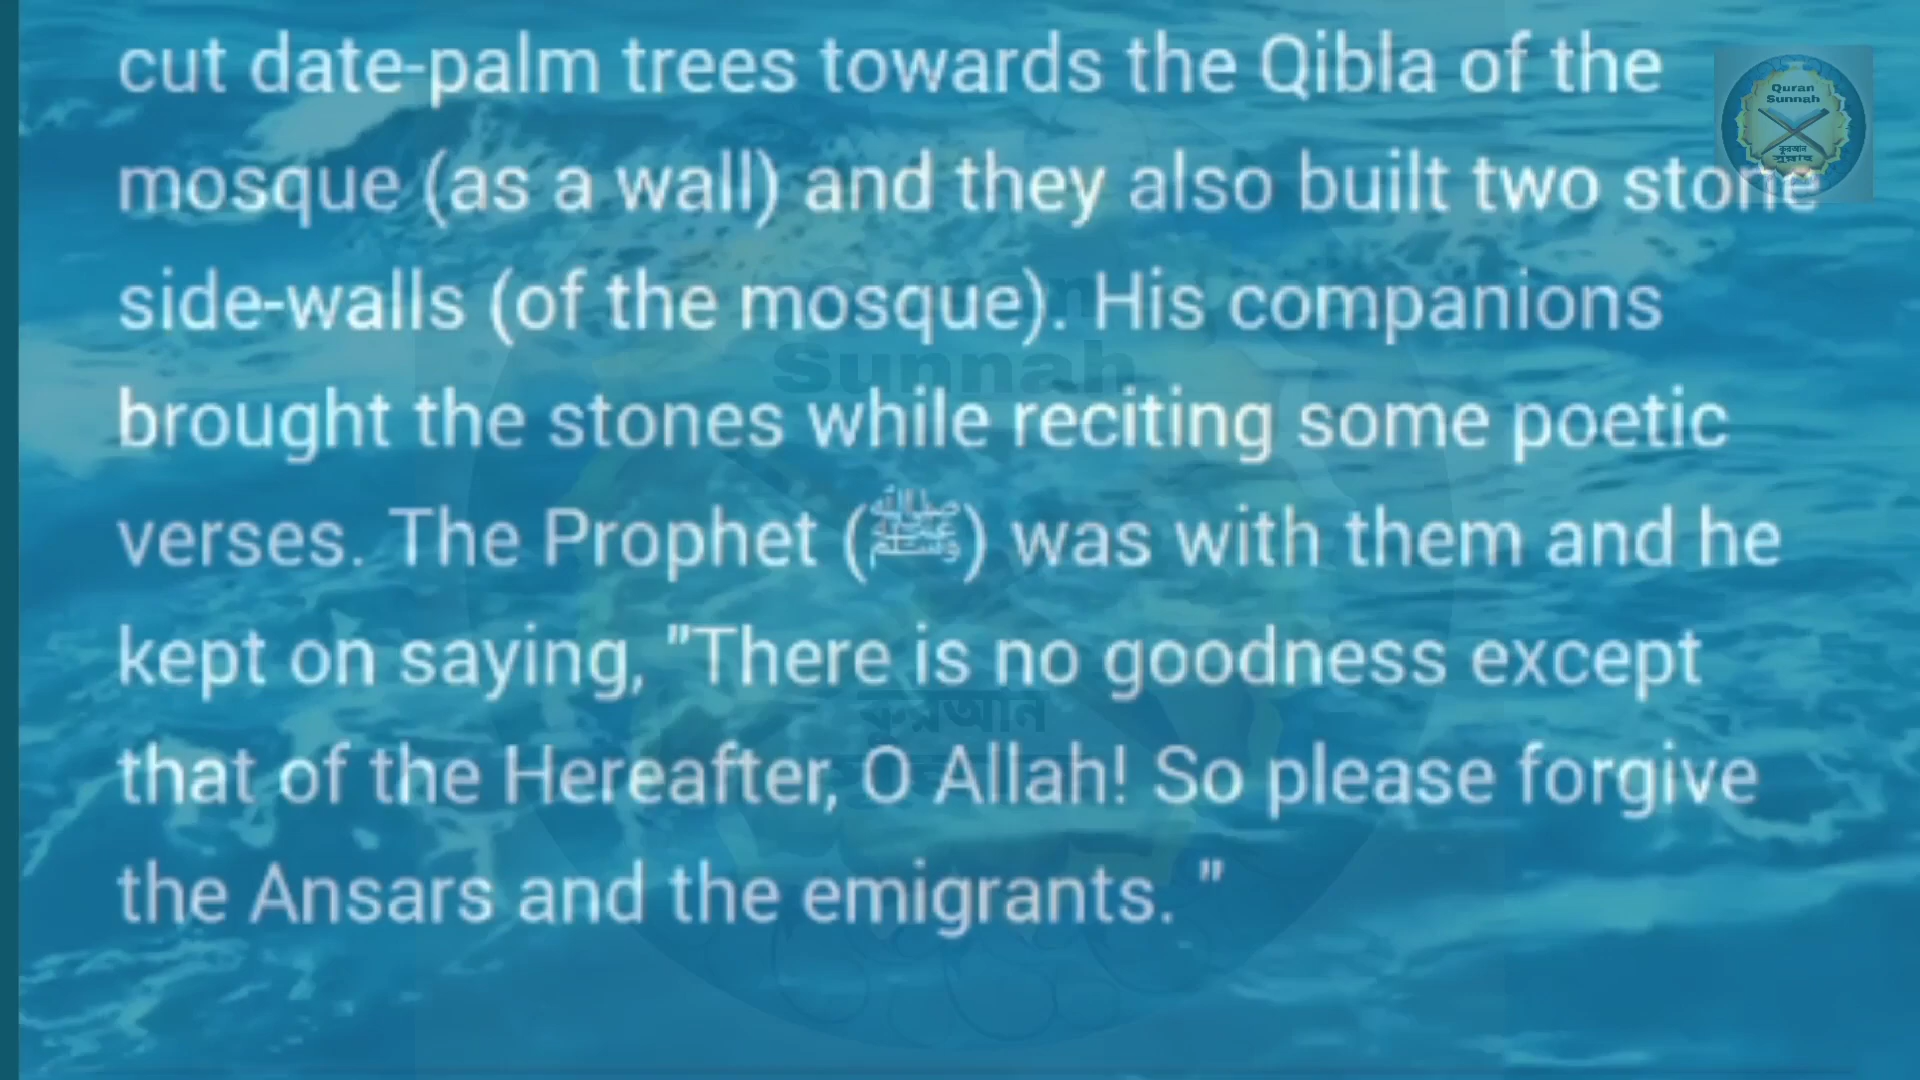 cut date-palm trees towards the Qibla of the
mosque (as a wall) and they also built two stone
side-walls (of the mosque). His companions
brought the stones while reciting some poetic
verses. The Prophet (ﷺ) was with them and he
kept on saying, "There is no goodness except
that of the Hereafter, O Allah! So please forgive
the Ansars and the emigrants. "
Quran
Sunnah
কুরআন
সুন্নাহ
Sunnah
কুরআন